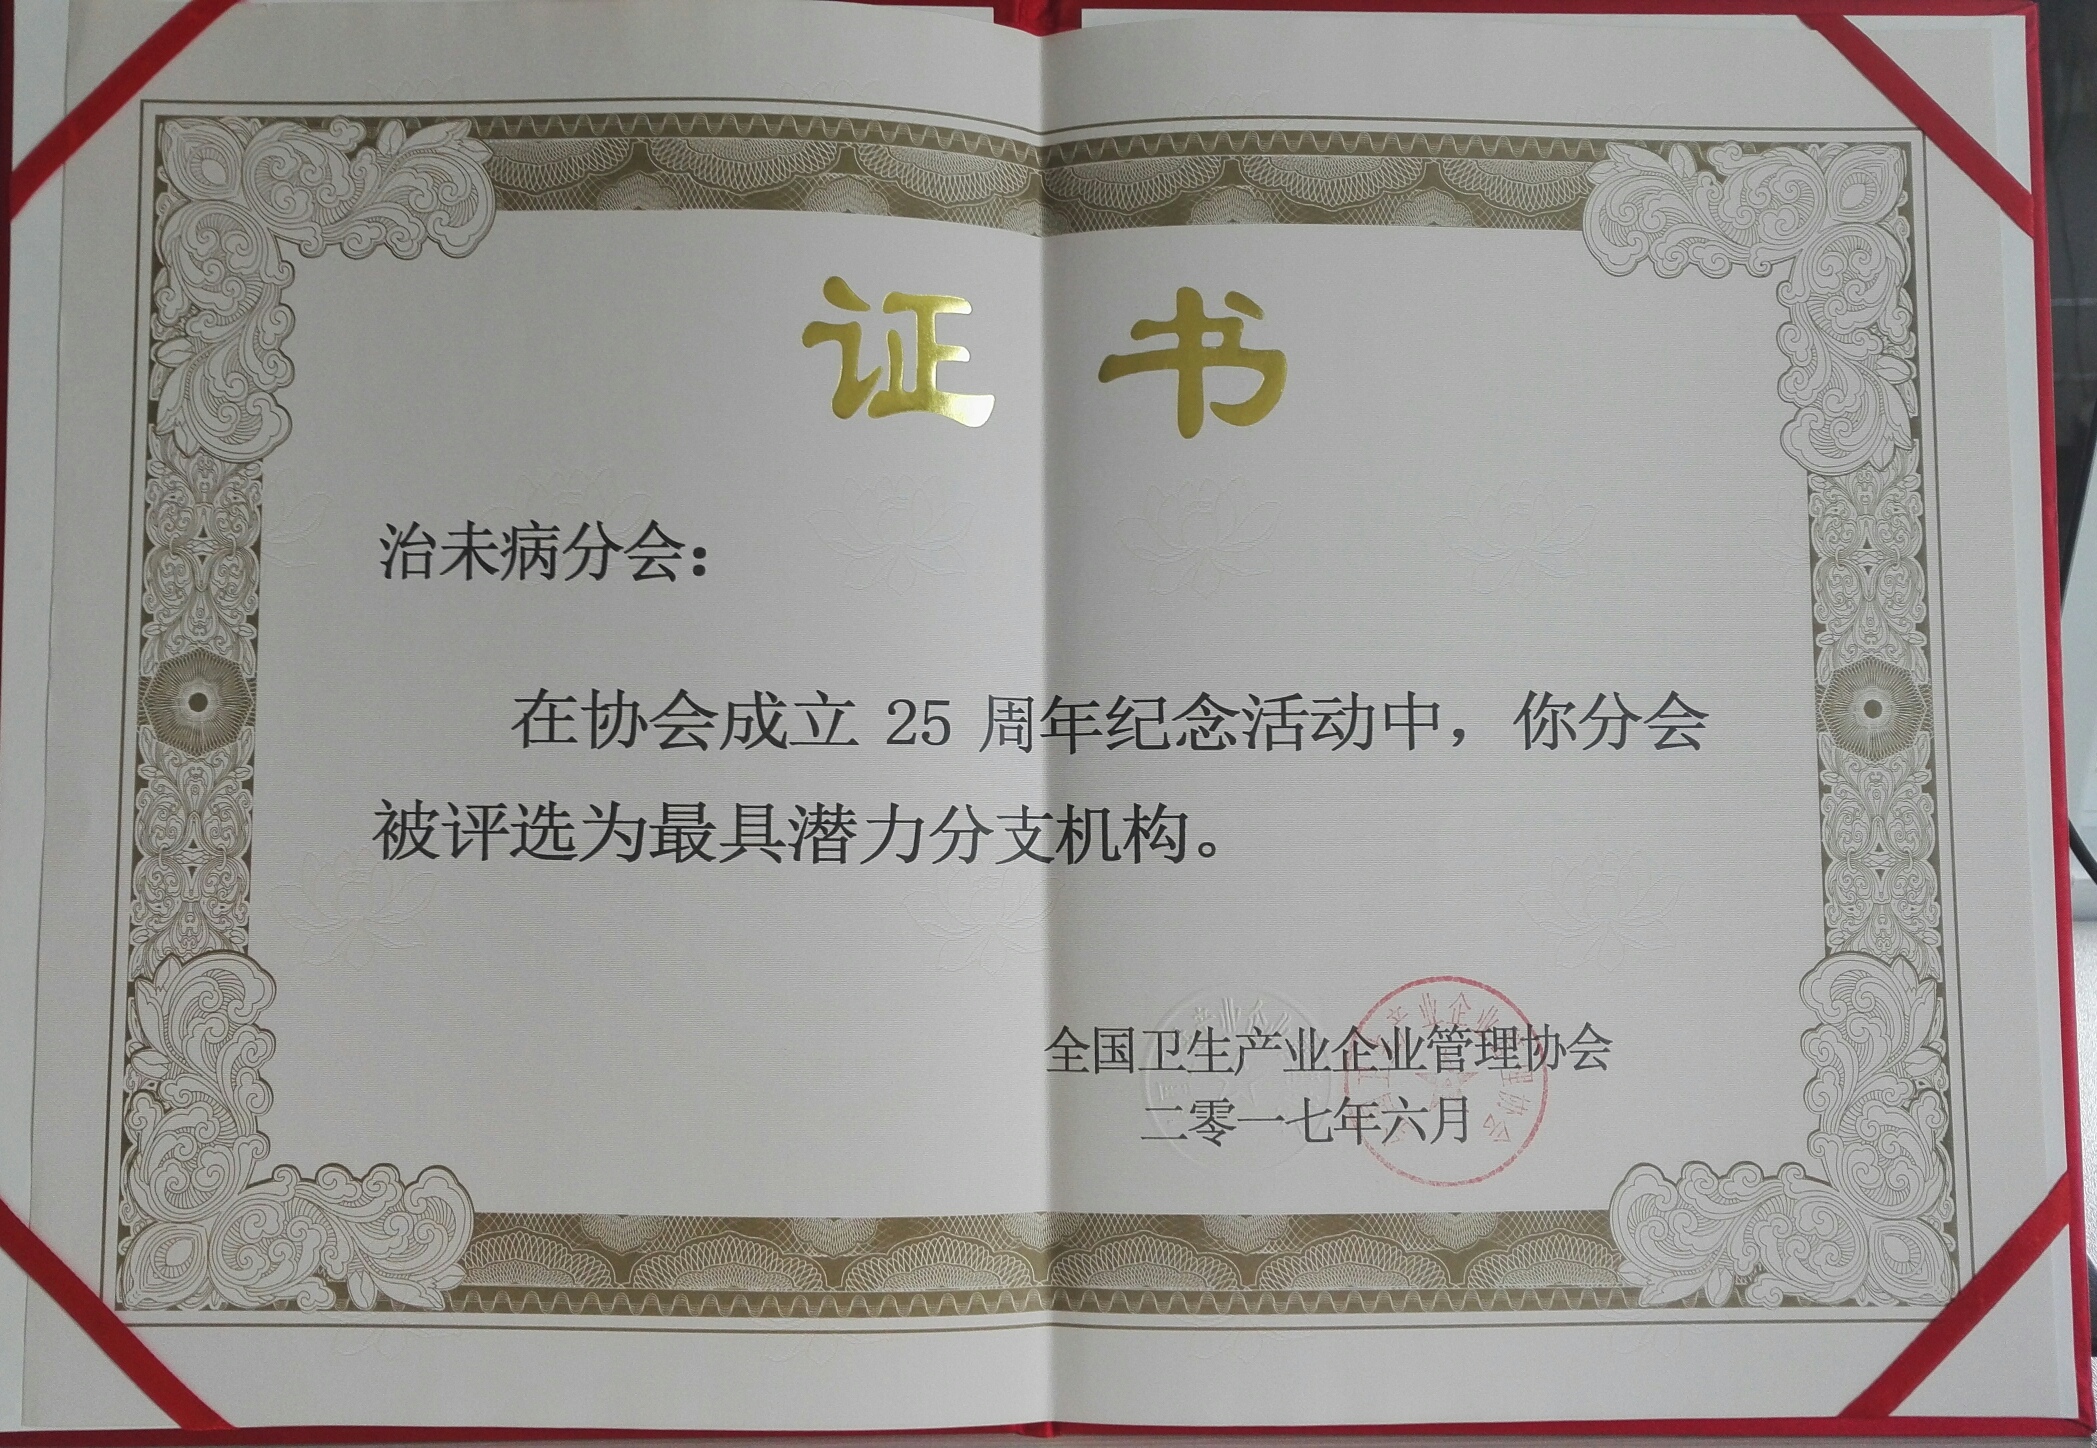 证书
治未病分会：
在协会成立 25 周年纪念活动中，你分会
被评选为最具潜力分支机构。
全国卫生产业企业管理协会
二零一七年六月